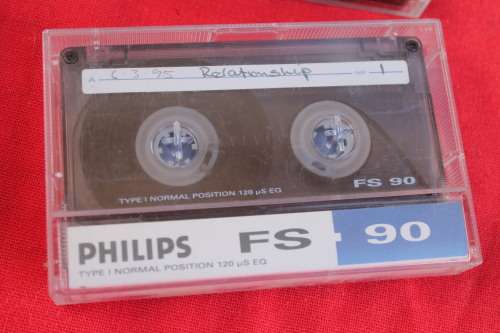 A 6 3 95 Relationship 1
TYPE I NORMAL POSITION 120 µS EQ
FS 90
PHILIPS FS 90
TYPE I NORMAL POSITION 120 µS EQ